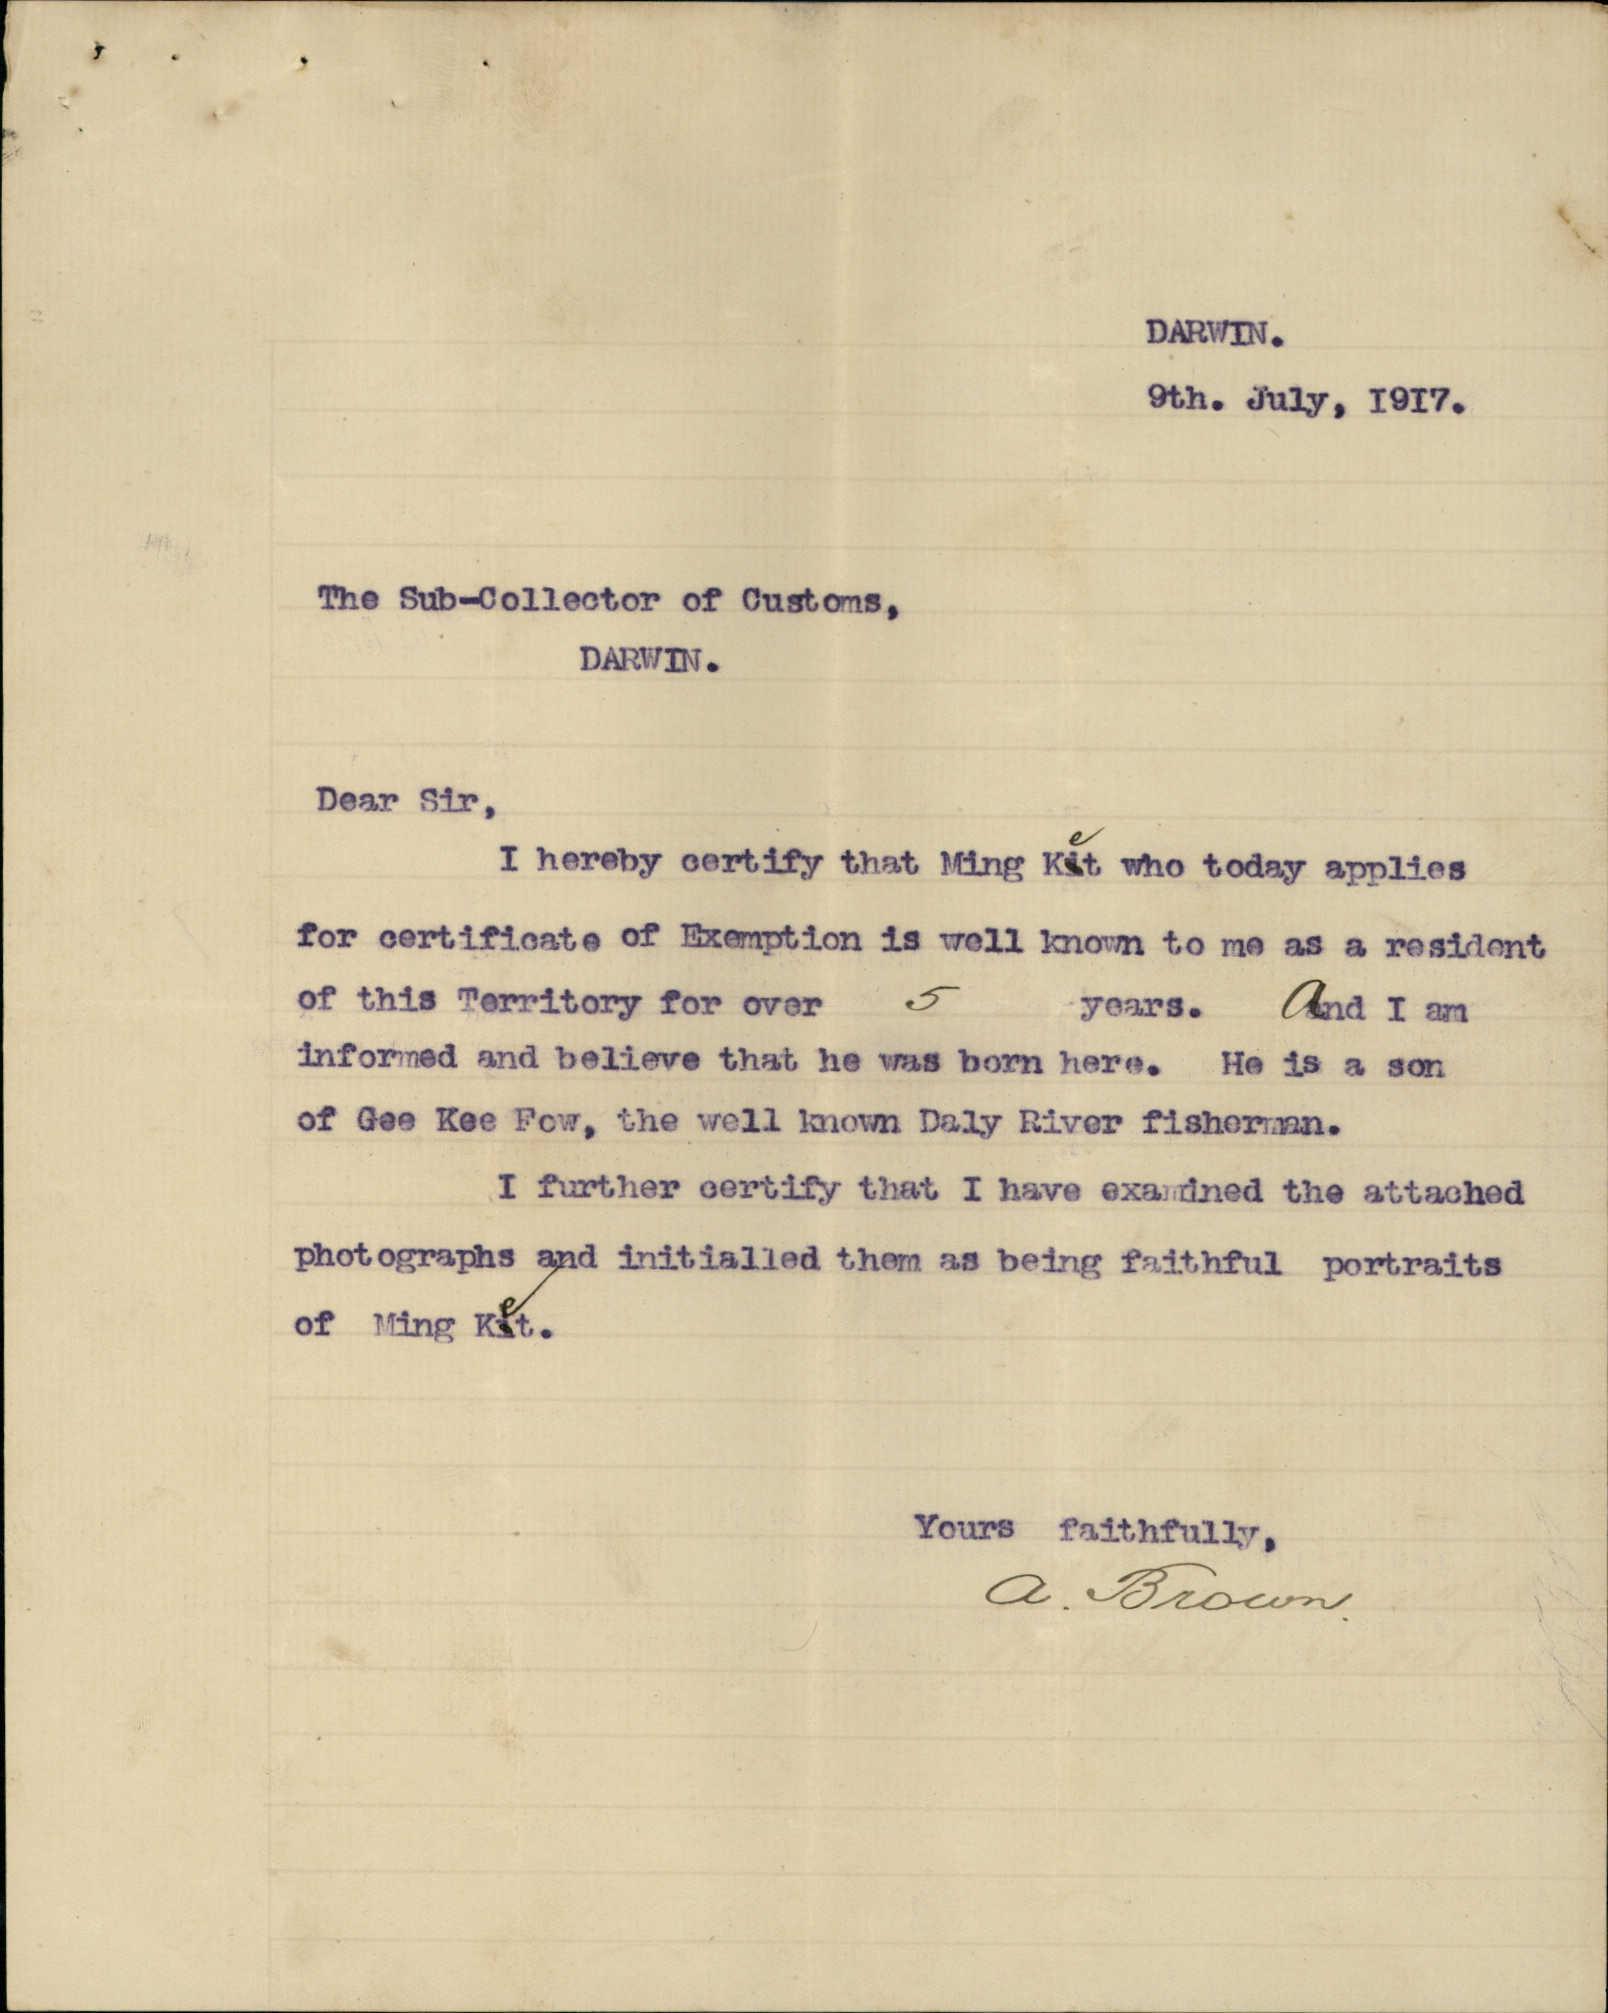 DARWIN.
9th. July, I9I7.
The Sub-Collector of Customs,
DARWIN.
Dear Sir,
I hereby certify that Ming Ket who today applies
for certificate of Exemption is well known to me as a resident
of this Territory for over 5 years. And I am
informed and believe that he was born here. He is a son
of Gee Kee Fow, the well known Daly River fisherman.
I further certify that I have examined the attached
photographs and initialled them as being faithful portraits
of Ming Ket.
Yours faithfully,
A. Brown.